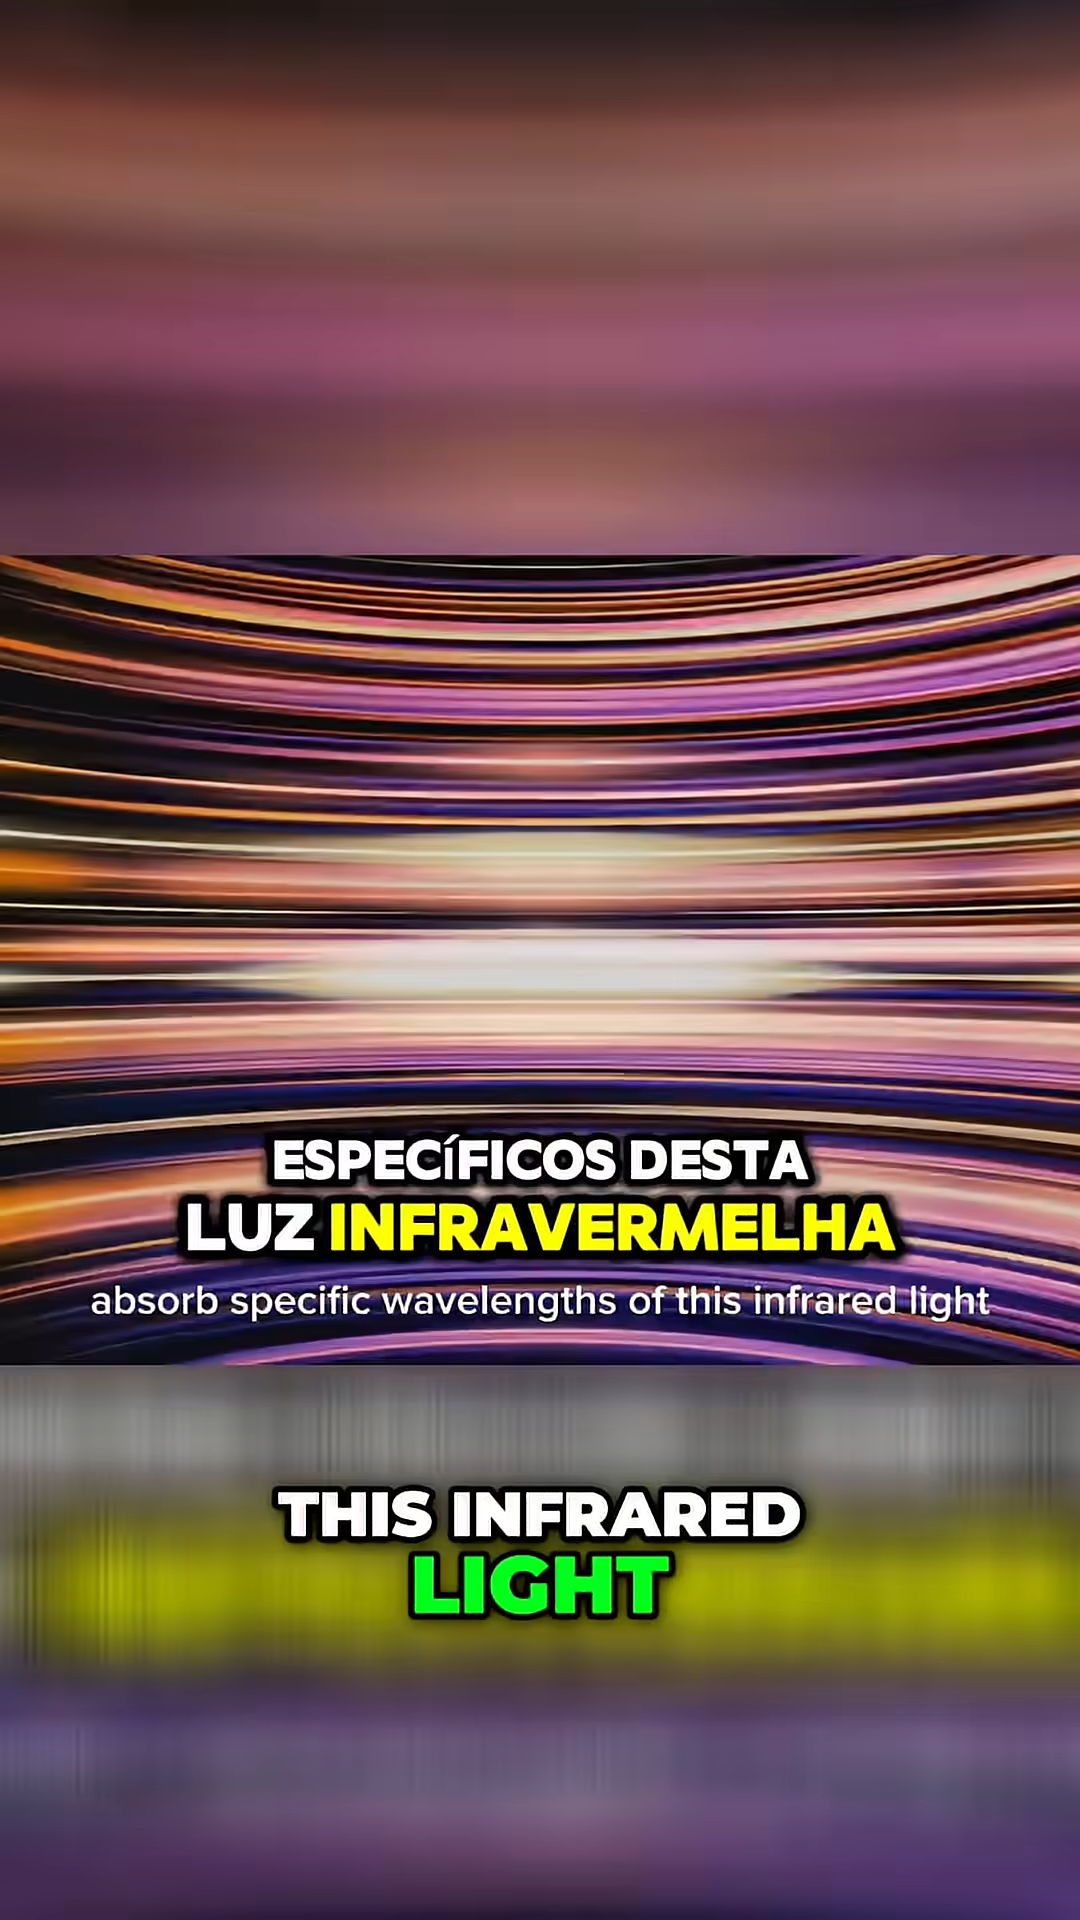 ESPECíFICOS DESTA
LUZ INFRAVERMELHA
absorb specific wavelengths of this infrared light
THIS INFRARED
LIGHT